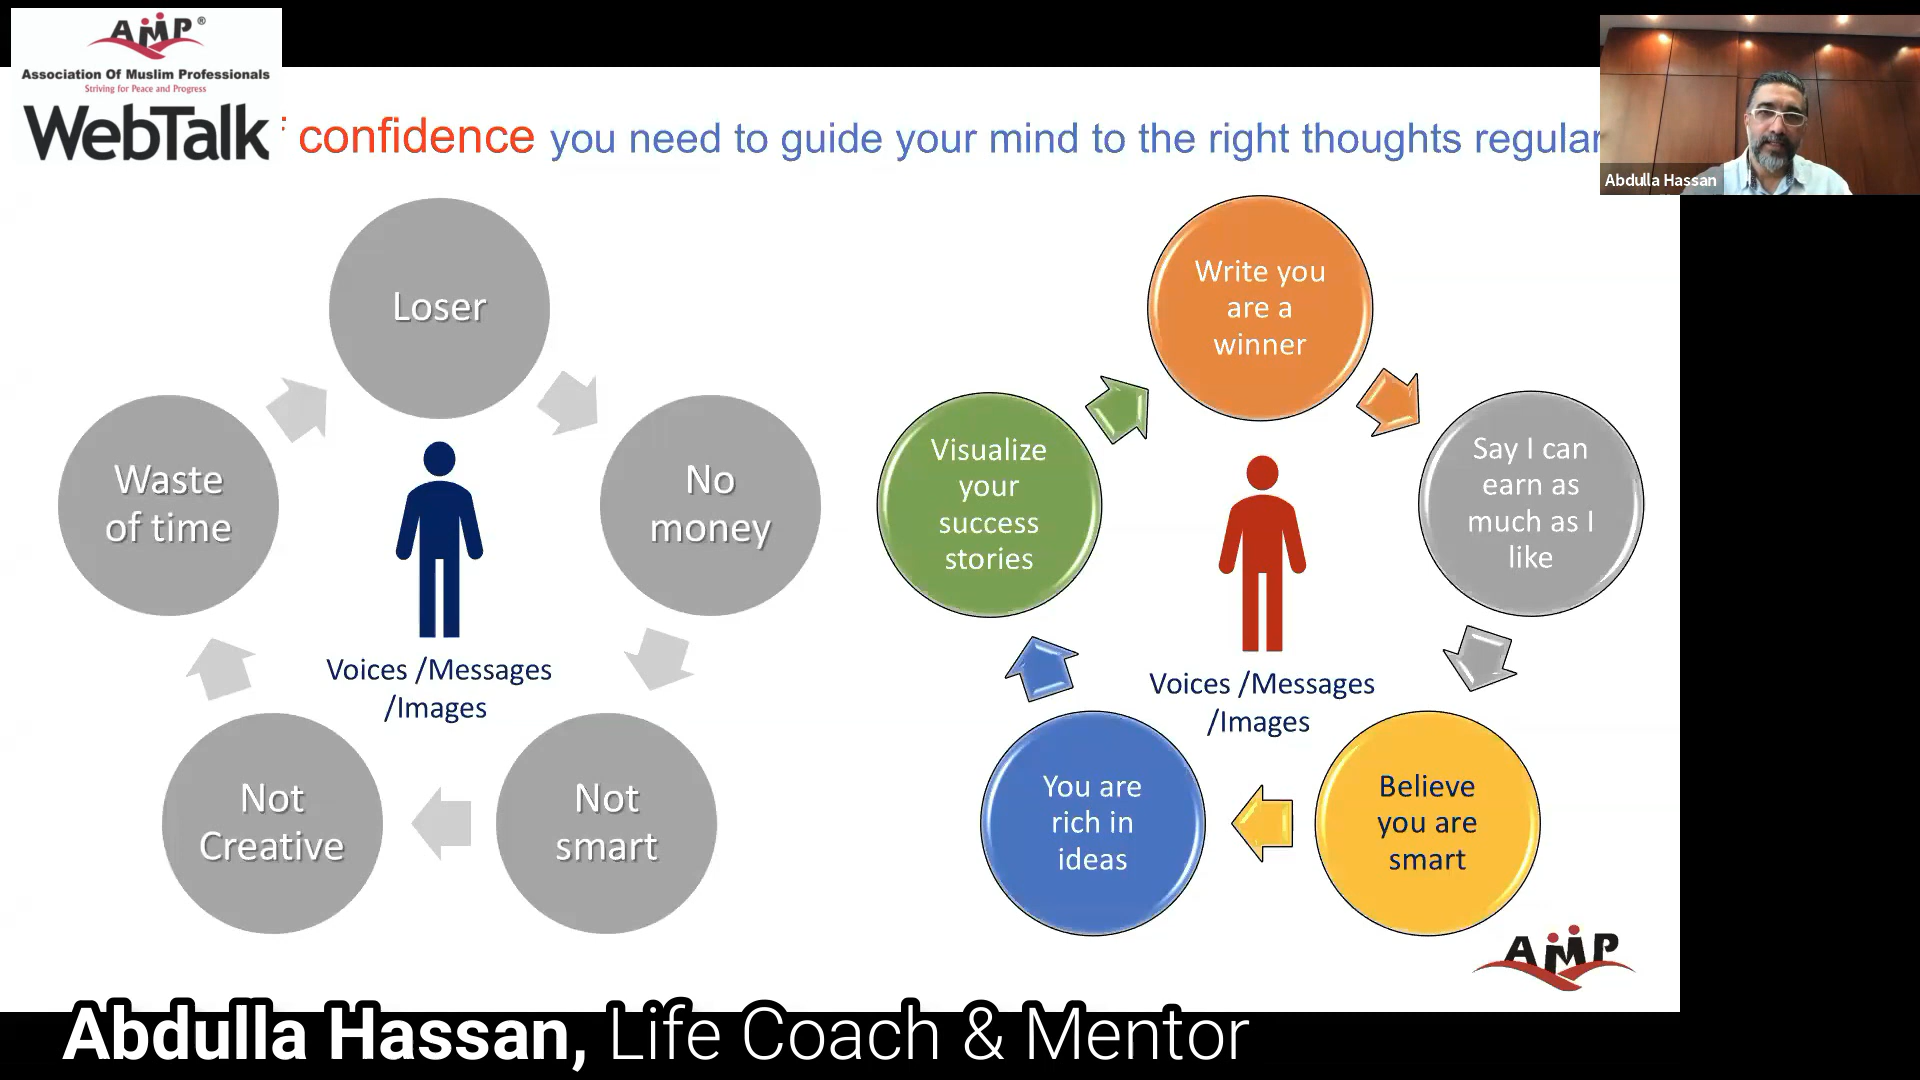 AMP®
Association Of Muslim Professionals
Striving for Peace and Progress
WebTalk
confidence you need to guide your mind to the right thoughts regular
Abdulla Hassan
Loser
No
money
Not
smart
Not
Creative
Waste
of time
Voices /Messages
/Images
Write you
are a
winner
Say I can
earn as
much as I
like
Believe
you are
smart
You are
rich in
ideas
Visualize
your
success
stories
Voices /Messages
/Images
AMP
Abdulla Hassan, Life Coach & Mentor